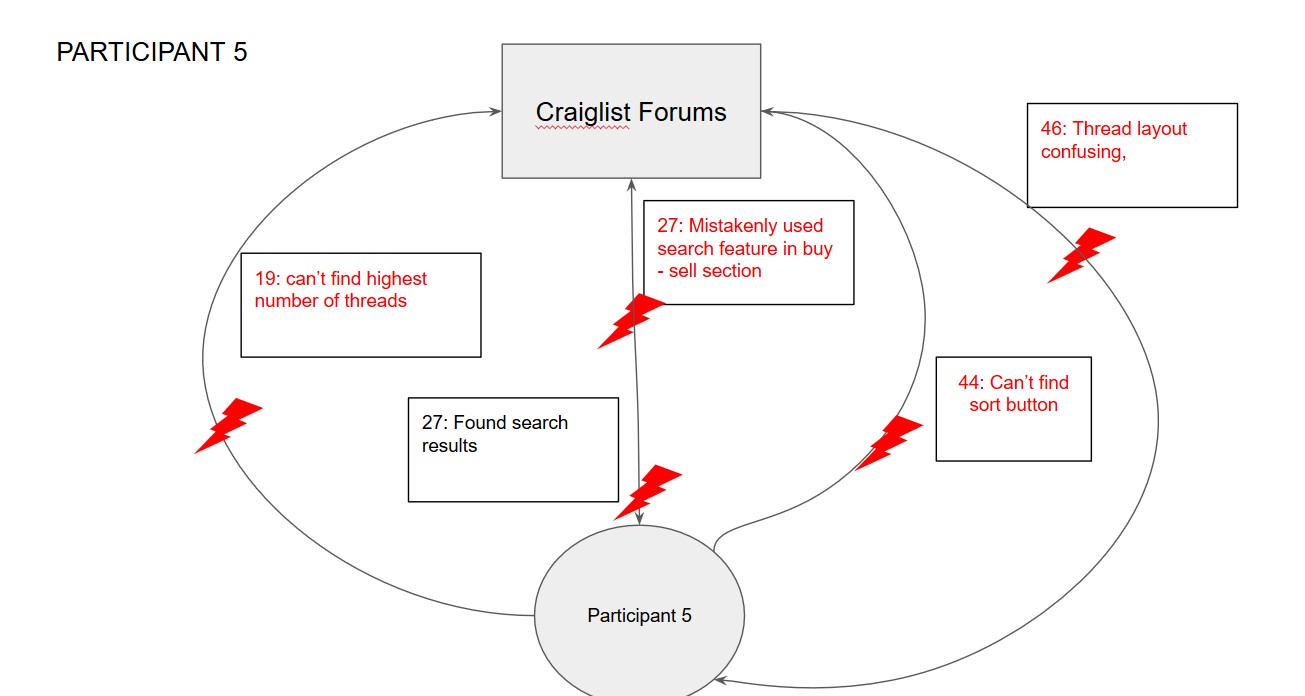 PARTICIPANT 5
Craiglist Forums
46: Thread layout
confusing,
27: Mistakenly used
search feature in buy
- sell section
19: can't find highest
number of threads
44: Can't find
sort button
27: Found search
results
Participant 5